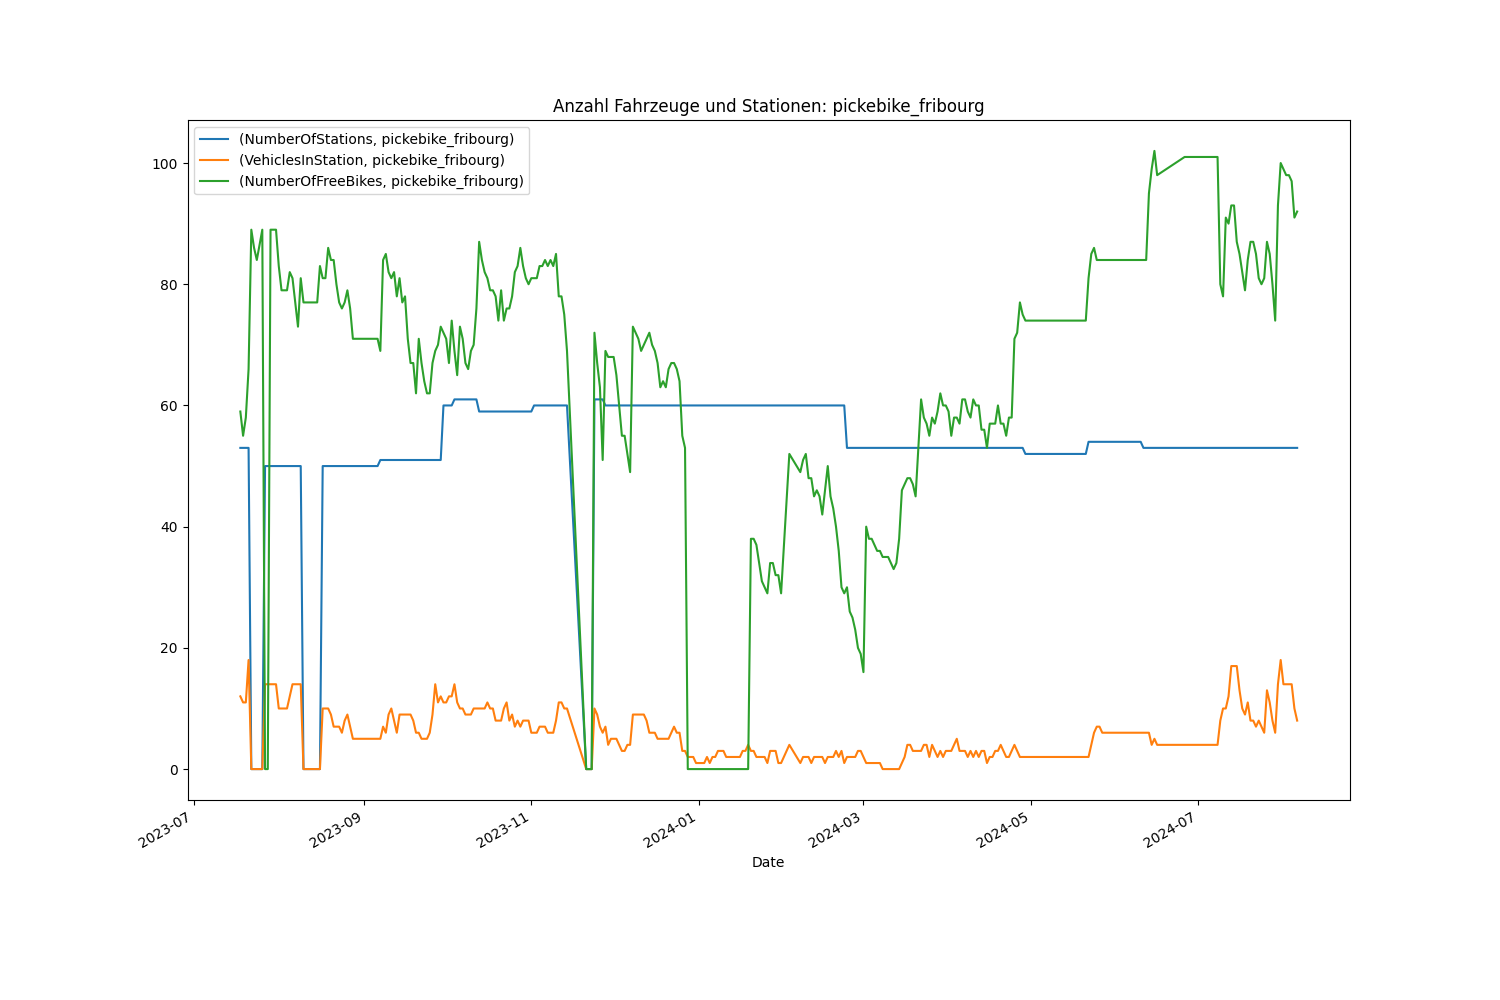 Anzahl Fahrzeuge und Stationen: pickebike_fribourg
(NumberOfStations, pickebike_fribourg)
(VehiclesInStation, pickebike_fribourg)
(NumberOfFreeBikes, pickebike_fribourg)
100
80
60
40
20
0
2023-07
2023-09
2023-11
2024-01
2024-03
2024-05
2024-07
Date